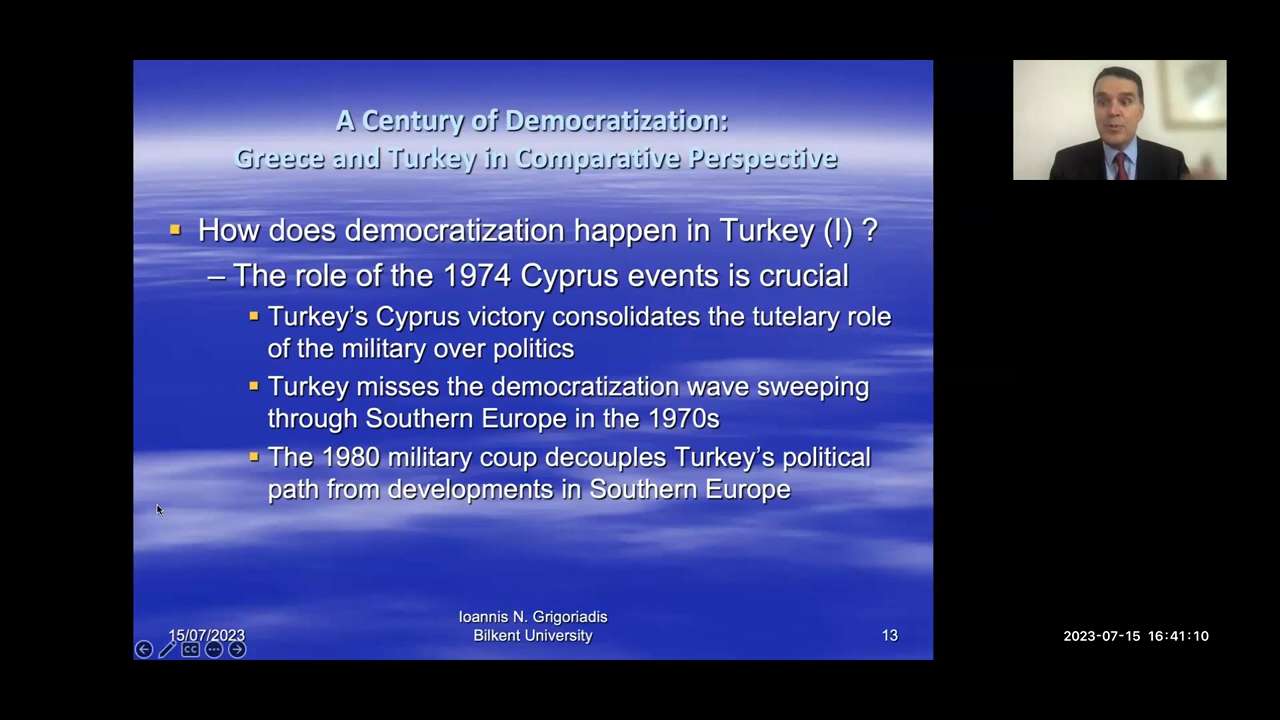 A Century of Democratization:
Greece and Turkey in Comparative Perspective
▪ How does democratization happen in Turkey (I) ?
– The role of the 1974 Cyprus events is crucial
▪ Turkey’s Cyprus victory consolidates the tutelary role
of the military over politics
▪ Turkey misses the democratization wave sweeping
through Southern Europe in the 1970s
▪ The 1980 military coup decouples Turkey’s political
path from developments in Southern Europe
Ioannis N. Grigoriadis
15/07/2023
Bilkent University
13
CC
2023-07-15 16:41:10